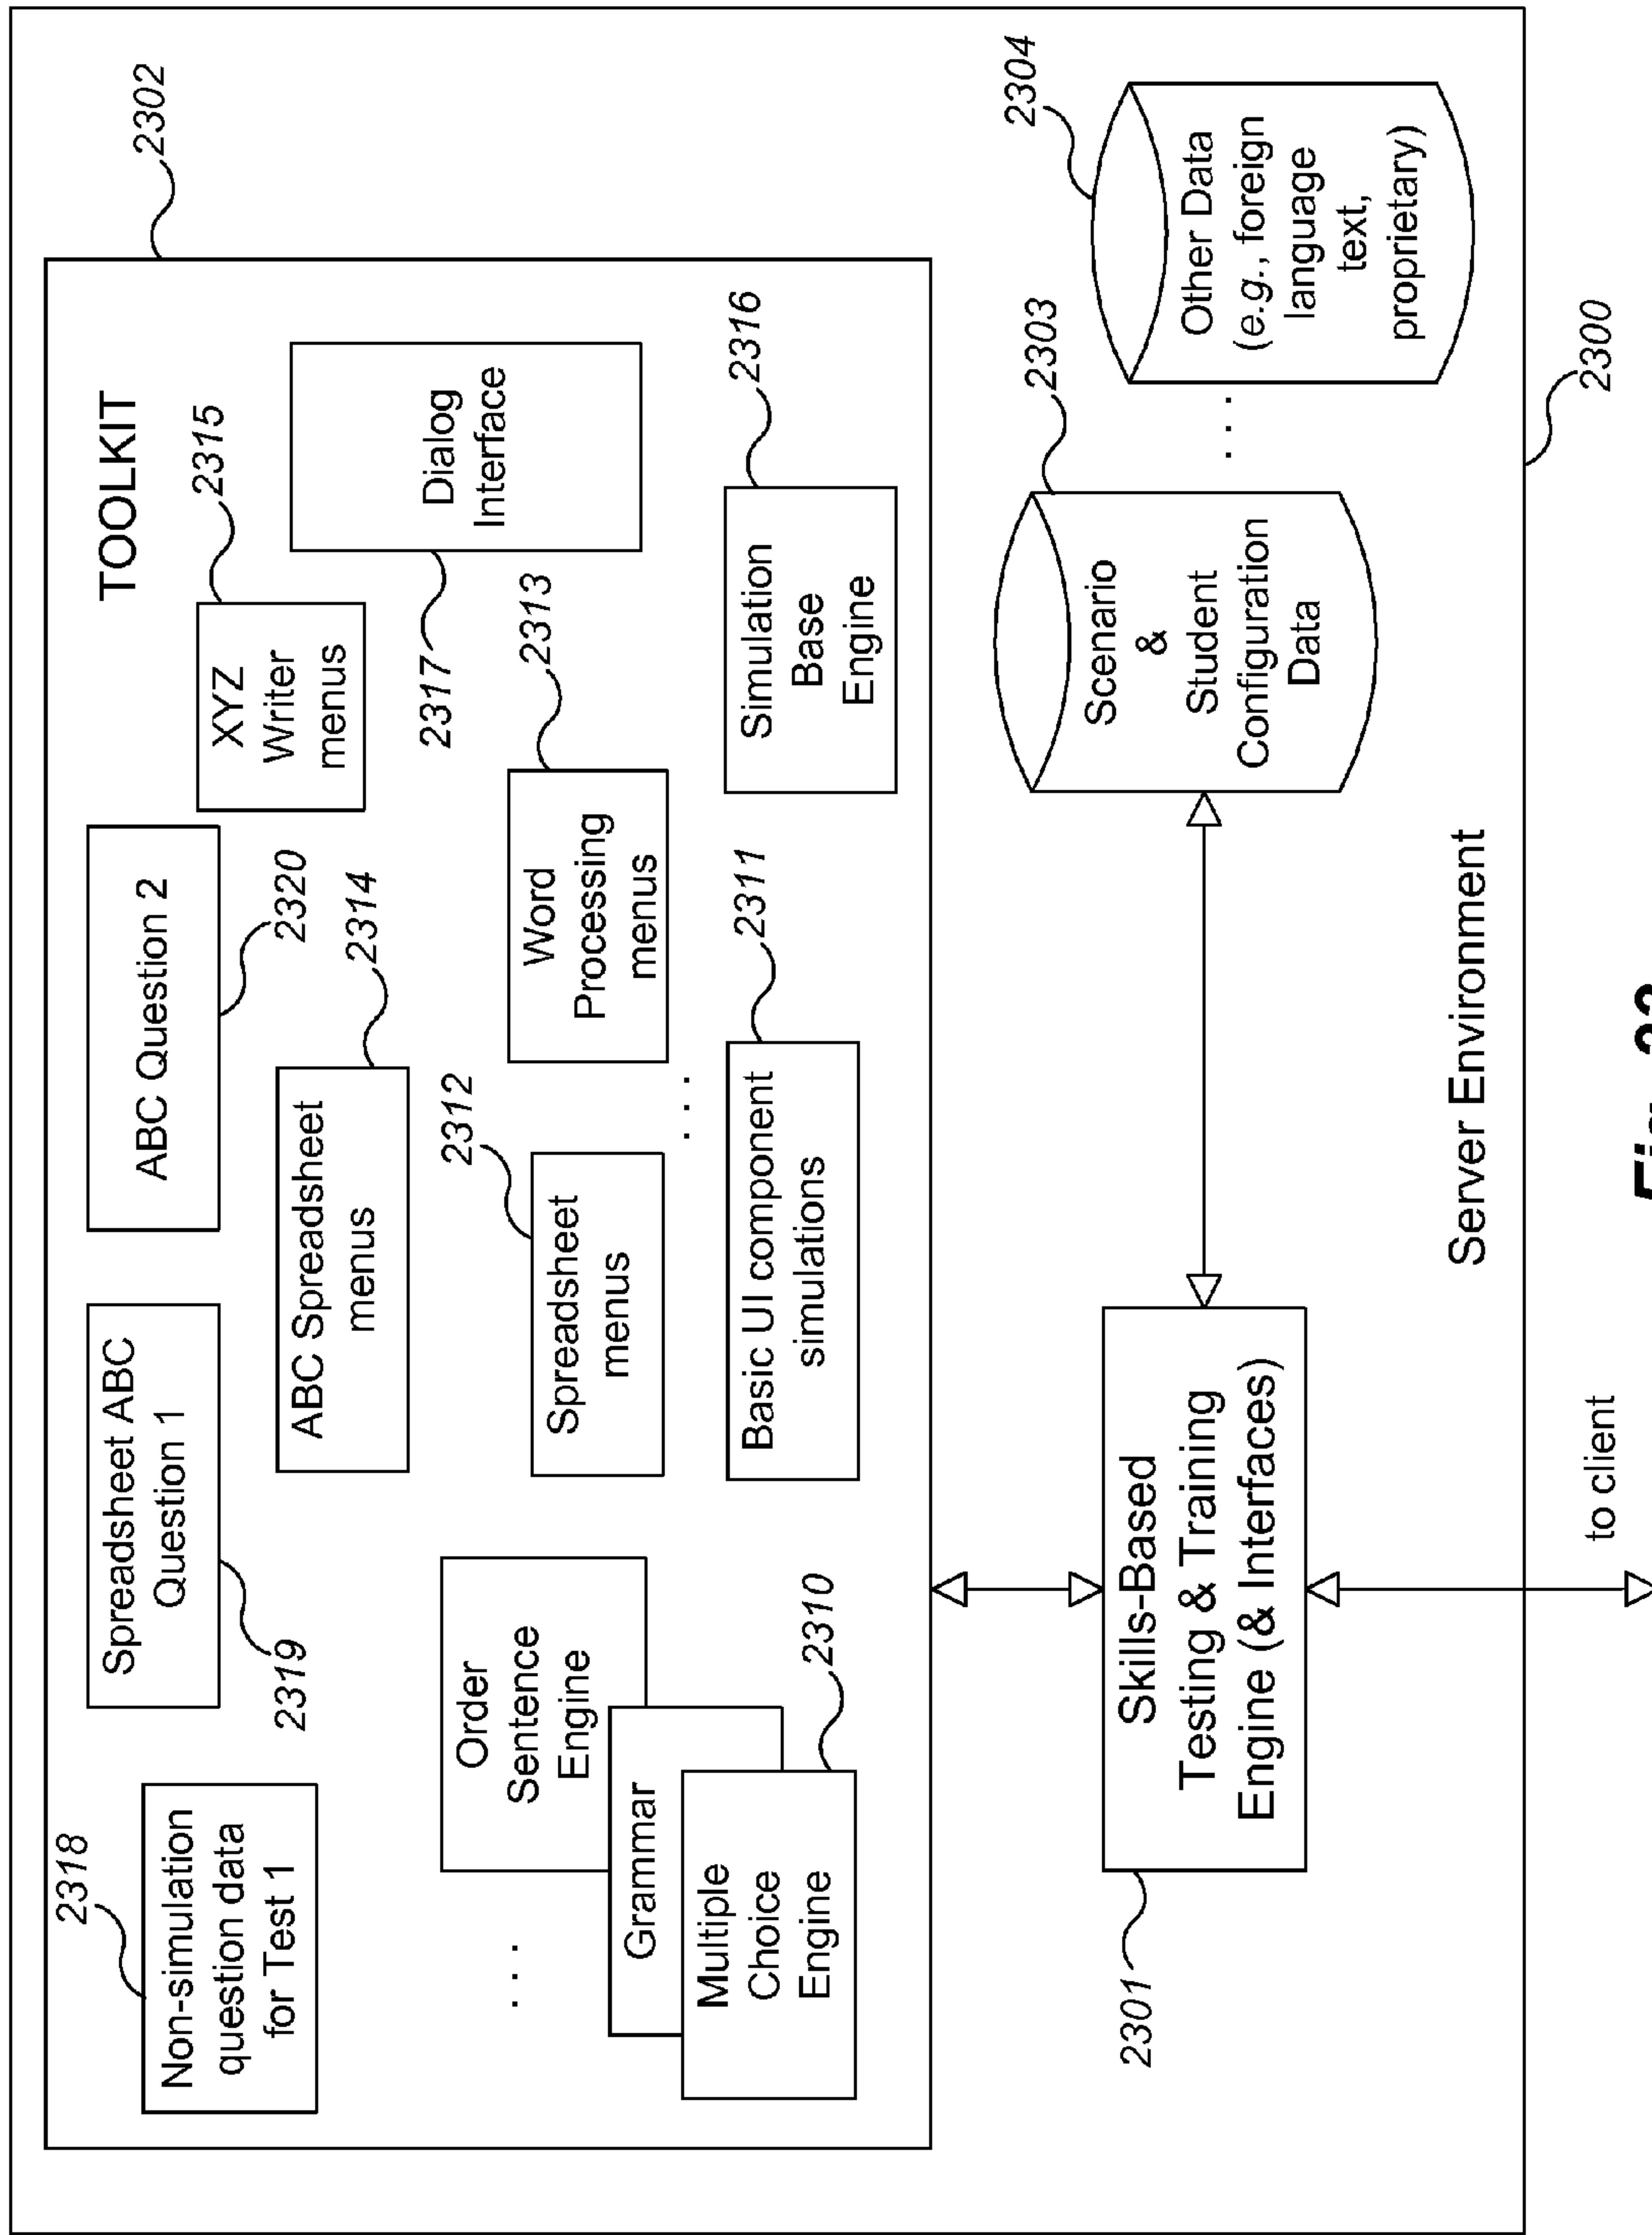 2302
TOOLKIT
2318
Non-simulation
question data
for Test 1
Spreadsheet ABC
Question 1
2319
ABC Question 2
2320
XYZ
Writer
menus
2315
ABC Spreadsheet
menus
2314
Dialog
Interface
2317
Order
Sentence
Engine
Grammar
Multiple
Choice
Engine
2310
. . .
Spreadsheet
menus
2312
Word
Processing
menus
2313
. . .
Basic UI component
simulations
2311
Simulation
Base
Engine
2316
Skills-Based
Testing & Training
Engine (& Interfaces)
2301
Scenario
&
Student
Configuration
Data
2303
. . .
Other Data
(e.g., foreign
language
text,
proprietary)
2304
Server Environment
2300
to client